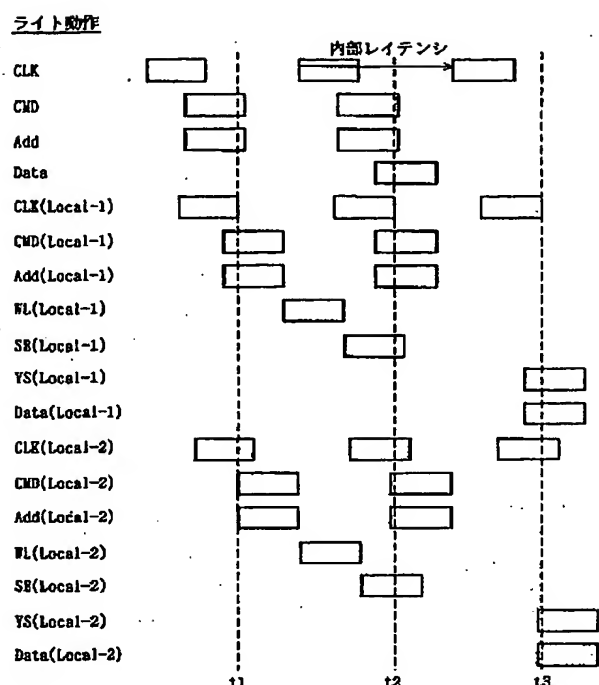 ライト動作
内部レイテンシ
CLK
CMD
Add
Data
CLK(Local-1)
CMD(Local-1)
Add(Local-1)
WL(Local-1)
SE(Local-1)
YS(Local-1)
Data(Local-1)
CLK(Local-2)
CMD(Local-2)
Add(Local-2)
WL(Local-2)
SE(Local-2)
YS(Local-2)
Data(Local-2)
t1 t2 t3